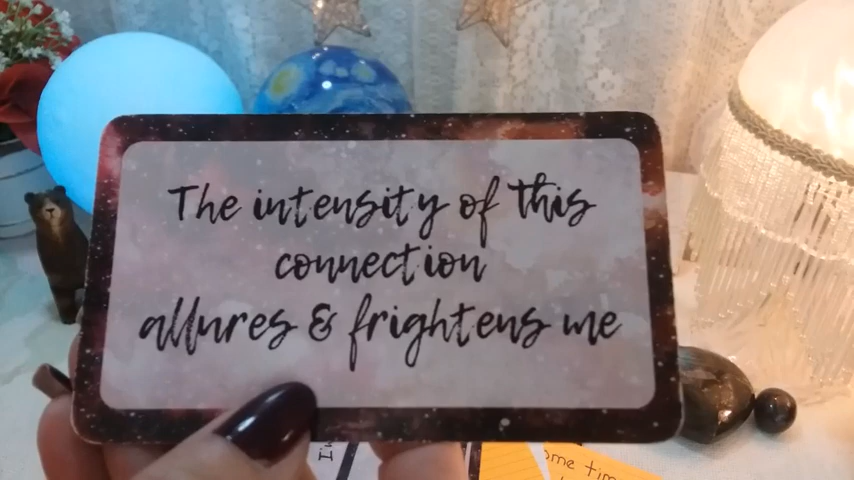 The intensity of this
connection
allures & frightens me
I'
ome tim